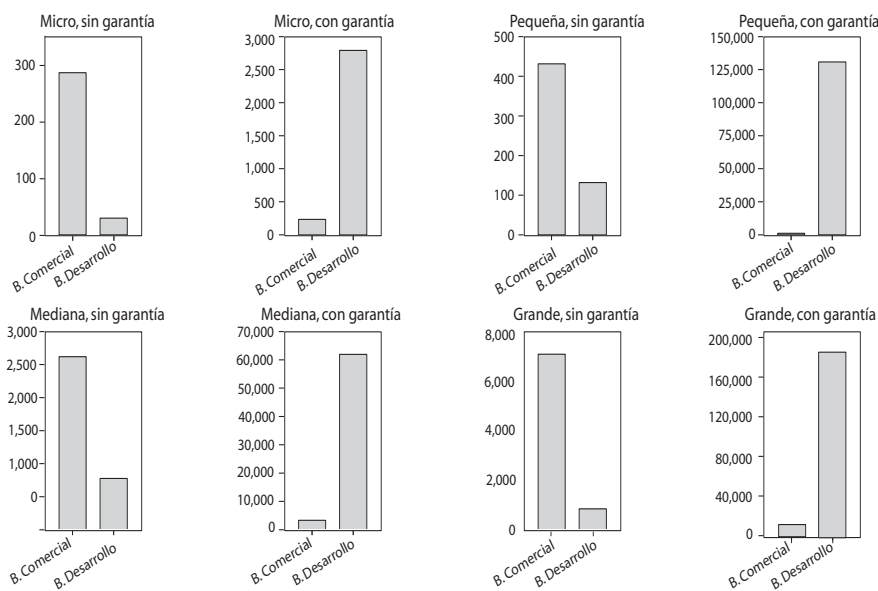 Micro, sin garantía
300
200
100
0
B. Comercial
B. Desarrollo
Micro, con garantía
3,000
2,500
2,000
1,500
1,000
500
0
B. Comercial
B. Desarrollo
Pequeña, sin garantía
500
400
300
200
100
0
B. Comercial
B. Desarrollo
Pequeña, con garantía
150,000
125,000
100,000
75,000
50,000
25,000
0
B. Comercial
B. Desarrollo
Mediana, sin garantía
3,000
2,500
2,000
1,500
1,000
0
B. Comercial
B. Desarrollo
Mediana, con garantía
70,000
60,000
50,000
40,000
30,000
20,000
10,000
0
B. Comercial
B. Desarrollo
Grande, sin garantía
8,000
6,000
4,000
2,000
0
B. Comercial
B. Desarrollo
Grande, con garantía
200,000
160,000
120,000
80,000
40,000
0
B. Comercial
B. Desarrollo